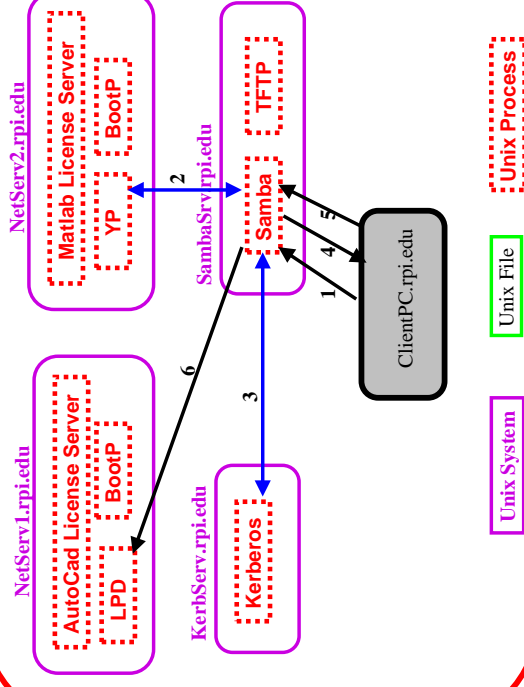 NetServ1.rpi.edu
AutoCad License Server
LPD
BootP
NetServ2.rpi.edu
Matlab License Server
YP
BootP
6
2
KerbServ.rpi.edu
Kerberos
3
SambaSrv.rpi.edu
Samba
TFTP
1
4
5
ClientPC.rpi.edu
Unix System
Unix File
Unix Process